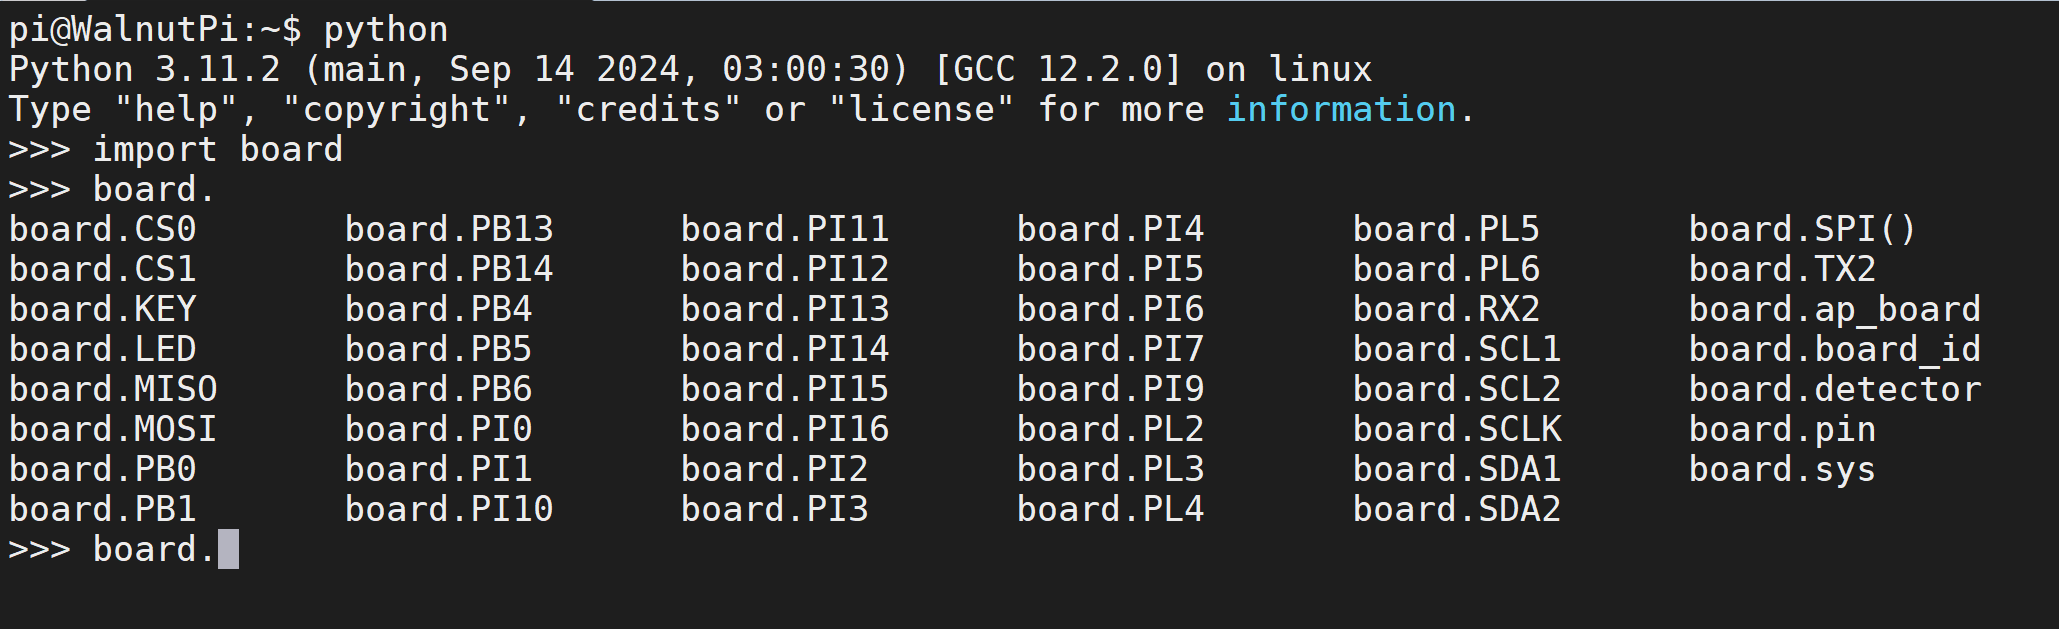 pi@WalnutPi:~$ python
Python 3.11.2 (main, Sep 14 2024, 03:00:30) [GCC 12.2.0] on linux
Type "help", "copyright", "credits" or "license" for more information.
>>> import board
>>> board.
board.CS0       board.PB13      board.PI11      board.PI4       board.PL5       board.SPI()
board.CS1       board.PB14      board.PI12      board.PI5       board.PL6       board.TX2
board.KEY       board.PB4       board.PI13      board.PI6       board.RX2       board.ap_board
board.LED       board.PB5       board.PI14      board.PI7       board.SCL1      board.board_id
board.MISO      board.PB6       board.PI15      board.PI9       board.SCL2      board.detector
board.MOSI      board.PI0       board.PI16      board.PL2       board.SCLK      board.pin
board.PB0       board.PI1       board.PI2       board.PL3       board.SDA1      board.sys
board.PB1       board.PI10      board.PI3       board.PL4       board.SDA2
>>> board.